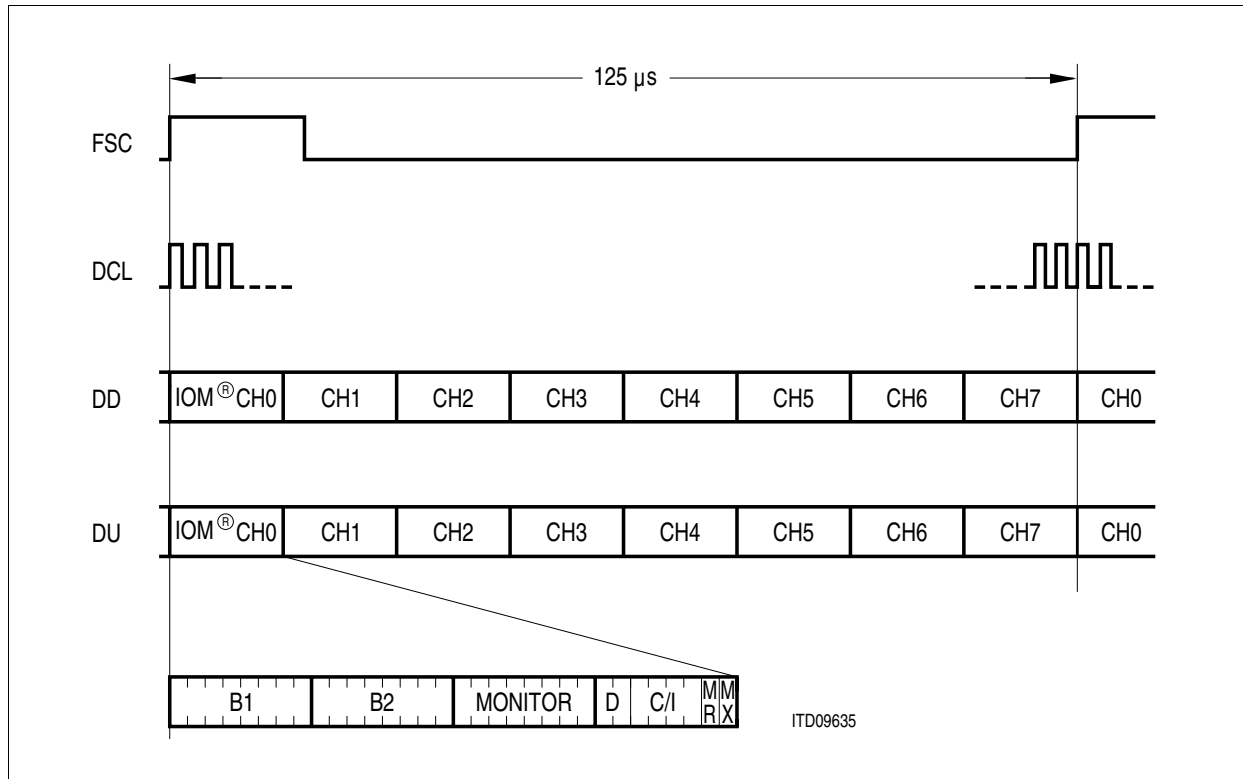 125 µs
FSC
DCL
DD IOM®CH0 CH1 CH2 CH3 CH4 CH5 CH6 CH7 CH0
DU IOM®CH0 CH1 CH2 CH3 CH4 CH5 CH6 CH7 CH0
B1 B2 MONITOR D C/I MR MX
ITD09635